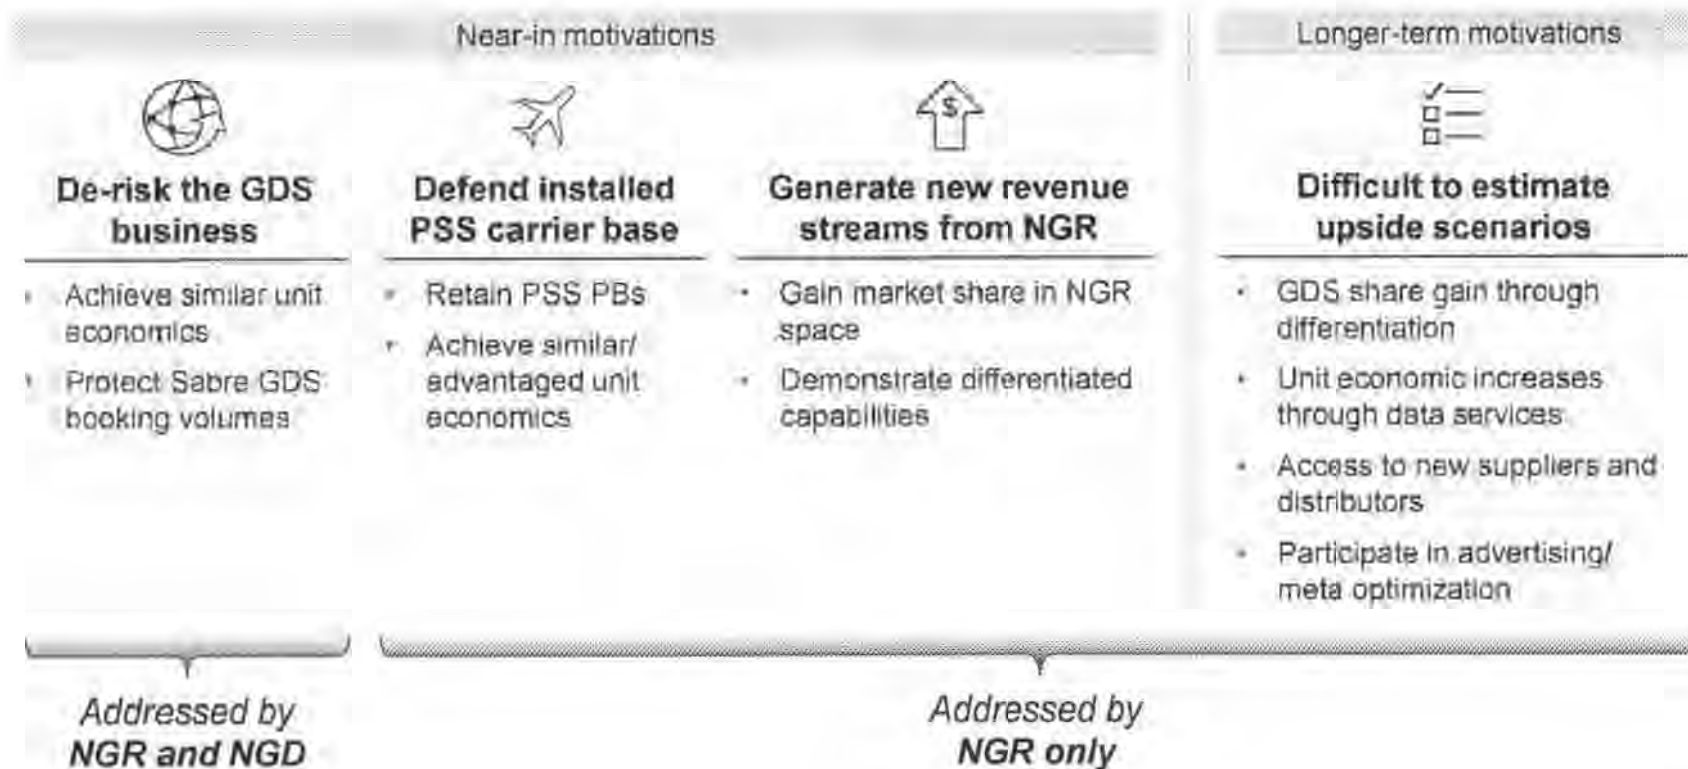 Near-in motivations
Longer-term motivations
$
De-risk the GDS
business
• Achieve similar unit
economics
• Protect Sabre GDS
booking volumes
Defend installed
PSS carrier base
• Retain PSS PBs
• Achieve similar/
advantaged unit
economics
Generate new revenue
streams from NGR
• Gain market share in NGR
space
• Demonstrate differentiated
capabilities
Difficult to estimate
upside scenarios
• GDS share gain through
differentiation
• Unit economic increases
through data services
• Access to new suppliers and
distributors
• Participate in advertising/
meta optimization
Addressed by
NGR and NGD
Addressed by
NGR only